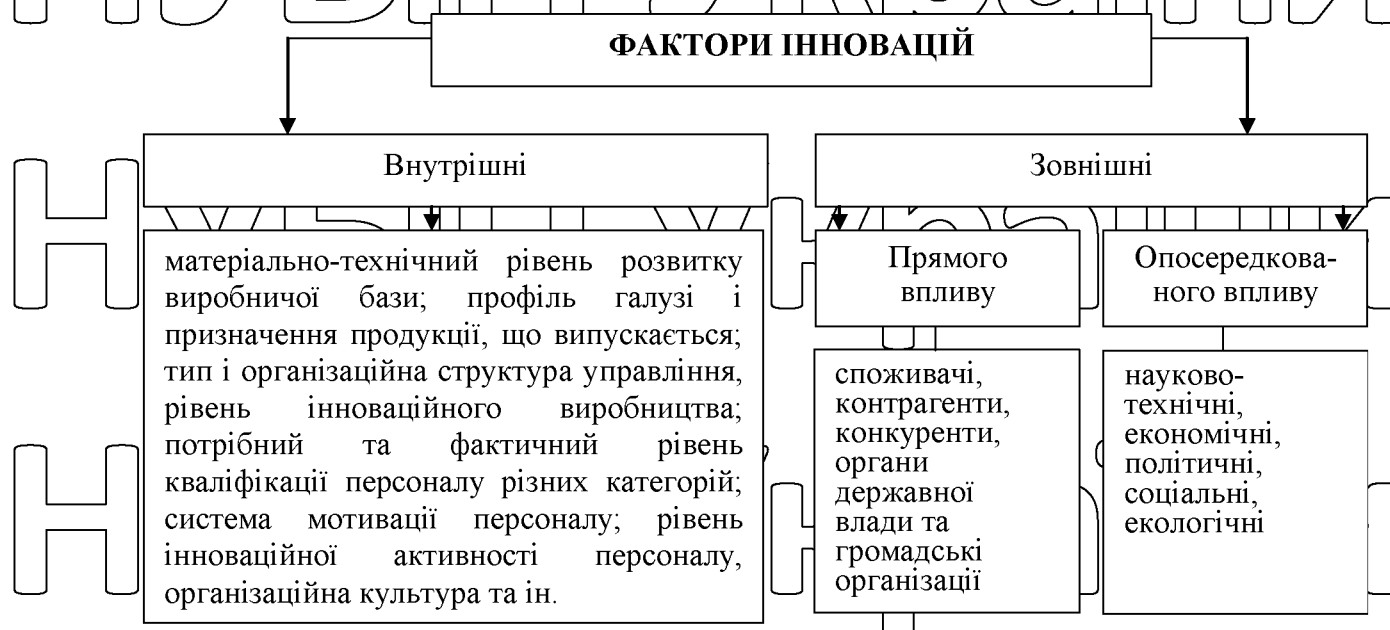 ФАКТОРИ ІННОВАЦІЙ
Внутрішні
Зовнішні
матеріально-технічний рівень розвитку
виробничої бази; профіль галузі і
призначення продукції, що випускається;
тип і організаційна структура управління,
рівень інноваційного виробництва;
потрібний та фактичний рівень
кваліфікації персоналу різних категорій;
система мотивації персоналу; рівень
інноваційної активності персоналу,
організаційна культура та ін.
Прямого
впливу
споживачі,
контрагенти,
конкуренти,
органи
державної
влади та
громадські
організації
Опосередкова-
ного впливу
науково-
технічні,
економічні,
політичні,
соціальні,
екологічні